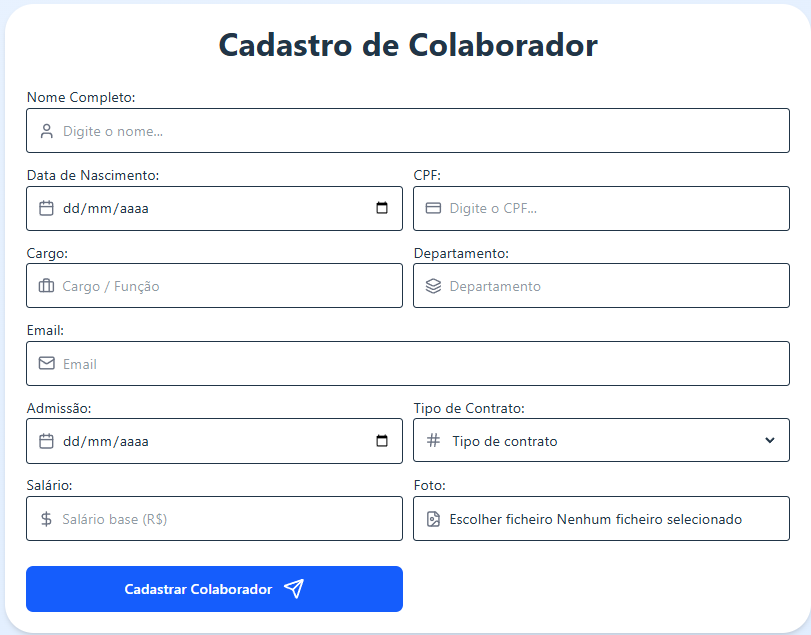 Cadastro de Colaborador
Nome Completo:
Digite o nome...
Data de Nascimento:
CPF:
dd/mm/aaaa
Digite o CPF...
Cargo:
Departamento:
Cargo / Função
Departamento
Email:
Email
Admissão:
Tipo de Contrato:
dd/mm/aaaa
Tipo de contrato
Salário:
Foto:
Salário base (R$)
Escolher ficheiro Nenhum ficheiro selecionado
Cadastrar Colaborador